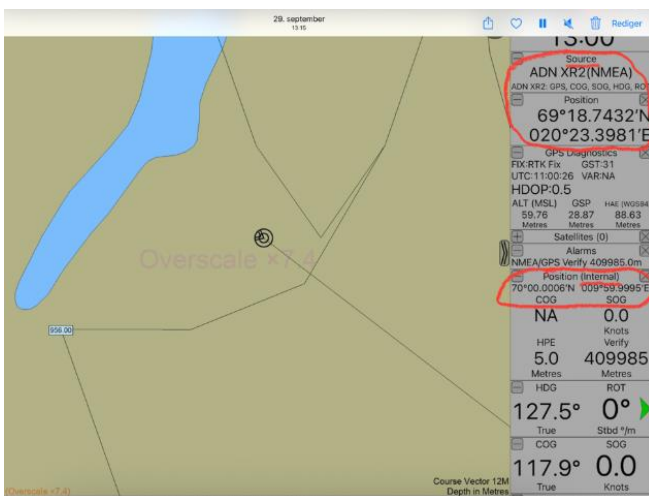 29. september
13:15
Rediger
13:00
Source
ADN XR2(NMEA)
ADN XR2: GPS, COG, SOG, HDG, ROT
Position
69°18.7432'N
020°23.3981'E
GPS Diagnostics
FIX:RTK Fix GST:31
UTC:11:00:26 VAR:NA
HDOP:0.5
ALT (MSL) GSP HAE (WGS84
59.76 28.87 88.63
Metres Metres Metres
Satellites (0)
Alarms
NMEA/GPS Verify 409985.0m
Position (Internal)
70°00.0006'N 009°59.9995'E
COG SOG
NA 0.0
Knots
HPE Verify
5.0 409985
Metres Metres
HDG ROT
127.5° 0°
True Stbd °/m
COG SOG
117.9° 0.0
True Knots
Overscale ×7.4
956.00
Course Vector 12M
Depth in Metres
(Overscale ×7.4)